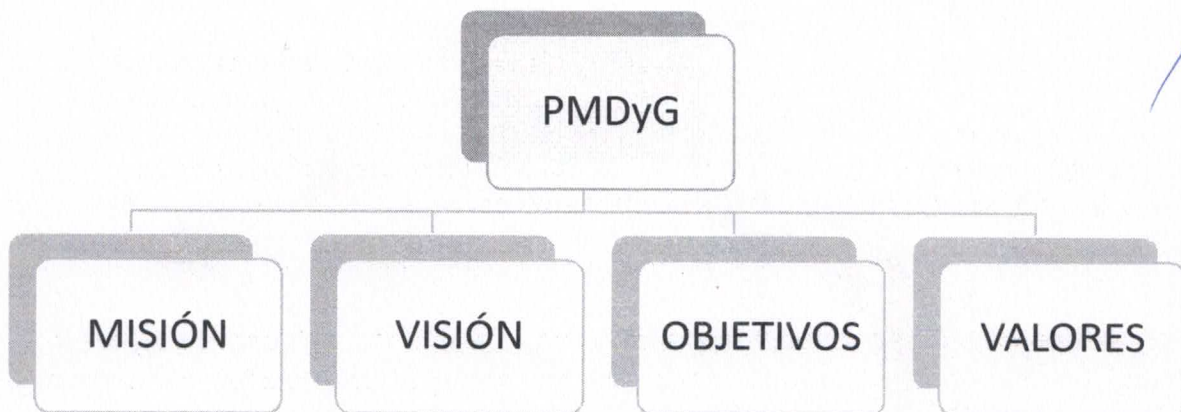 PMDyG
MISIÓN
VISIÓN
OBJETIVOS
VALORES